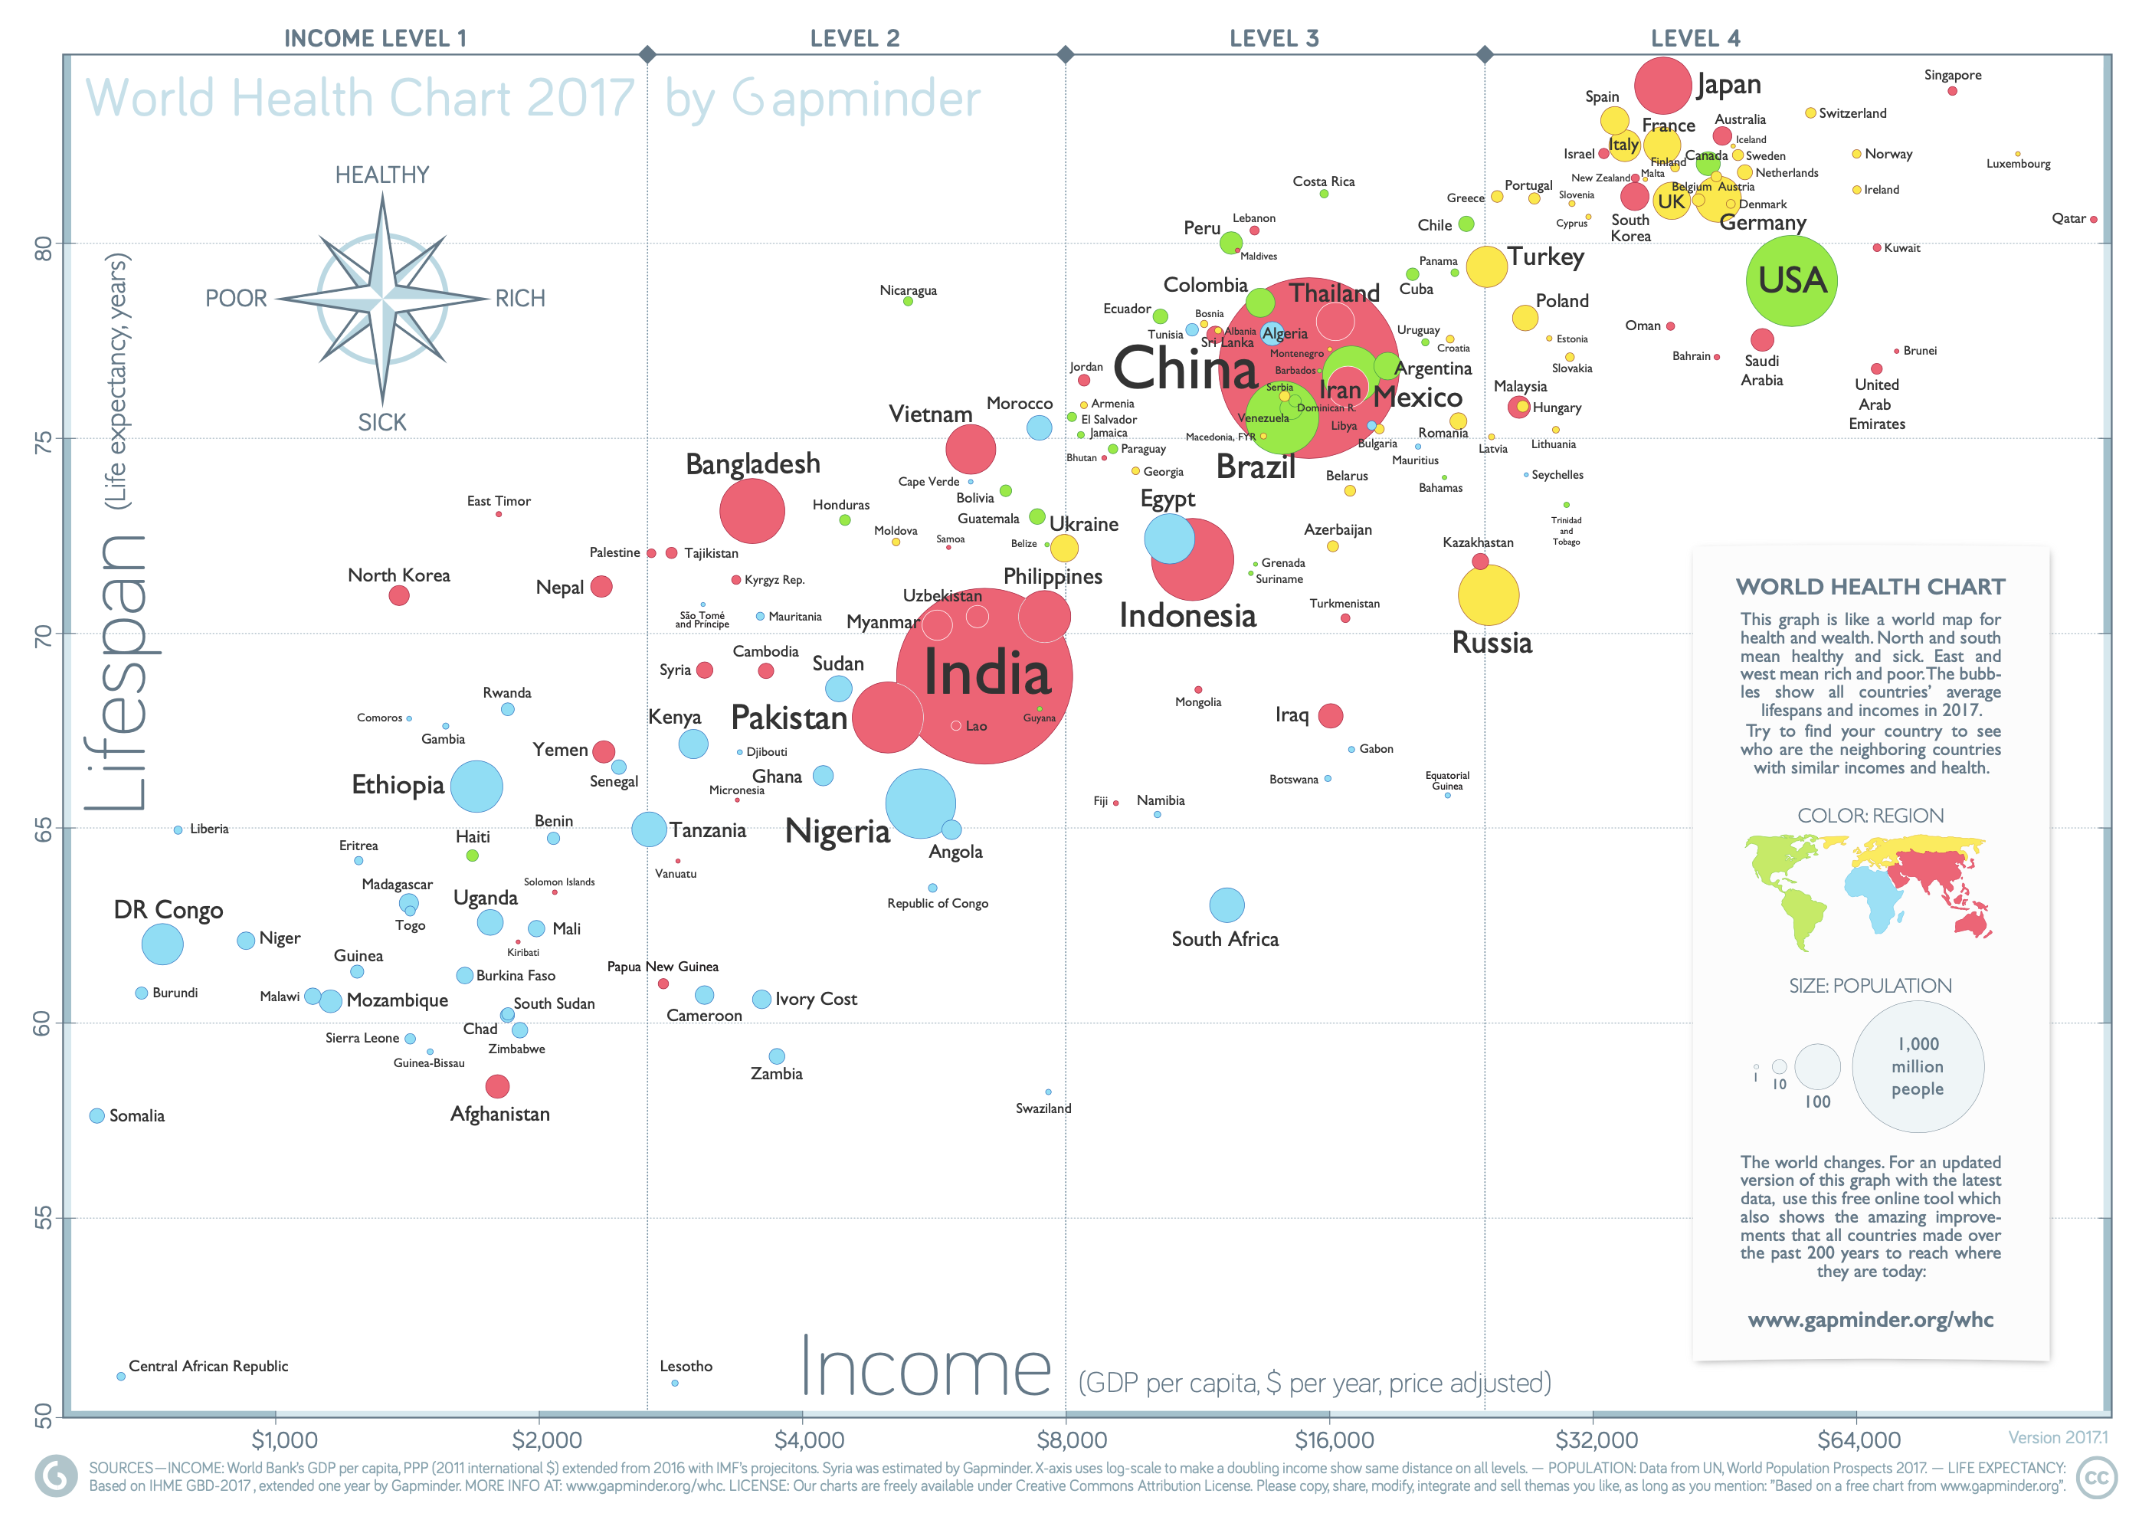 INCOME LEVEL 1
LEVEL 2
LEVEL 3
LEVEL 4
World Health Chart 2017 by Gapminder
HEALTHY
POOR
RICH
SICK
Lifespan (Life expectancy, years)
80
75
70
65
60
55
50
Japan
Singapore
Spain
Switzerland
France
Australia
Italy
Iceland
Israel
Finland
Canada
Sweden
Norway
Luxembourg
New Zealand
Malta
Netherlands
Costa Rica
Greece
Portugal
Slovenia
Belgium
Austria
Ireland
UK
Denmark
Cyprus
South
Korea
Germany
Qatar
Peru
Lebanon
Chile
Maldives
Kuwait
Turkey
USA
Panama
Cuba
Nicaragua
Colombia
Thailand
Poland
Ecuador
Bosnia
Tunisia
Albania
Sri Lanka
Algeria
Uruguay
Croatia
Oman
Estonia
Montenegro
Bahrain
Saudi
Arabia
Brunei
Slovakia
China
Jordan
Barbados
Argentina
United
Arab
Emirates
Serbia
Iran
Mexico
Malaysia
Hungary
Vietnam
Morocco
Armenia
El Salvador
Jamaica
Dominican R.
Venezuela
Libya
Macedonia, FYR
Bulgaria
Romania
Latvia
Lithuania
Bhutan
Paraguay
Mauritius
Bangladesh
Georgia
Brazil
Belarus
Seychelles
Cape Verde
Bahamas
East Timor
Honduras
Bolivia
Egypt
Guatemala
Ukraine
Trinidad
and
Tobago
Moldova
Samoa
Belize
Azerbaijan
Kazakhastan
Palestine
Tajikistan
North Korea
Nepal
Kyrgyz Rep.
Philippines
Grenada
Suriname
Uzbekistan
São Tomé
and Principe
Mauritania
Myanmar
Indonesia
Turkmenistan
Russia
Cambodia
Syria
Sudan
India
Rwanda
Mongolia
Comoros
Gambia
Kenya
Pakistan
Lao
Guyana
Iraq
Yemen
Djibouti
Gabon
Senegal
Ethiopia
Ghana
Botswana
Equatorial
Guinea
Micronesia
Fiji
Namibia
Liberia
Benin
Tanzania
Nigeria
Angola
Haiti
Eritrea
Vanuatu
Madagascar
Solomon Islands
Togo
Uganda
Republic of Congo
DR Congo
Mali
Niger
Kiribati
South Africa
Guinea
Burkina Faso
Papua New Guinea
Burundi
Malawi
Mozambique
South Sudan
Cameroon
Ivory Cost
Chad
Sierra Leone
Zimbabwe
Guinea-Bissau
Zambia
Afghanistan
Swaziland
Somalia
Central African Republic
Lesotho
WORLD HEALTH CHART
This graph is like a world map for
health and wealth. North and south
mean healthy and sick. East and
west mean rich and poor. The bubb-
les show all countries' average
lifespans and incomes in 2017.
Try to find your country to see
who are the neighboring countries
with similar incomes and health.
COLOR: REGION
SIZE: POPULATION
1
10
100
1,000
million
people
The world changes. For an updated
version of this graph with the latest
data, use this free online tool which
also shows the amazing improve-
ments that all countries made over
the past 200 years to reach where
they are today:
www.gapminder.org/whc
Income (GDP per capita, $ per year, price adjusted)
$1,000
$2,000
$4,000
$8,000
$16,000
$32,000
$64,000
Version 2017.1
SOURCES—INCOME: World Bank's GDP per capita, PPP (2011 international $) extended from 2016 with IMF's projecitons. Syria was estimated by Gapminder. X-axis uses log-scale to make a doubling income show same distance on all levels. — POPULATION: Data from UN, World Population Prospects 2017. — LIFE EXPECTANCY:
Based on IHME GBD-2017, extended one year by Gapminder. MORE INFO AT: www.gapminder.org/whc. LICENSE: Our charts are freely available under Creative Commons Attribution License. Please copy, share, modify, integrate and sell themas you like, as long as you mention: "Based on a free chart from www.gapminder.org".
cc